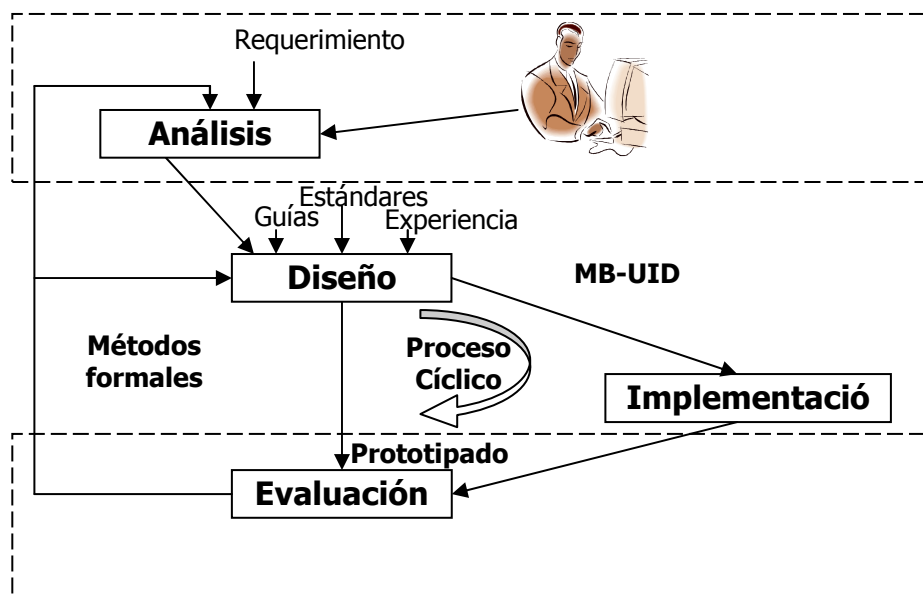 Requerimiento
Análisis
Estándares
Guías
Experiencia
Diseño
MB-UID
Métodos
formales
Proceso
Cíclico
Implementació
Prototipado
Evaluación